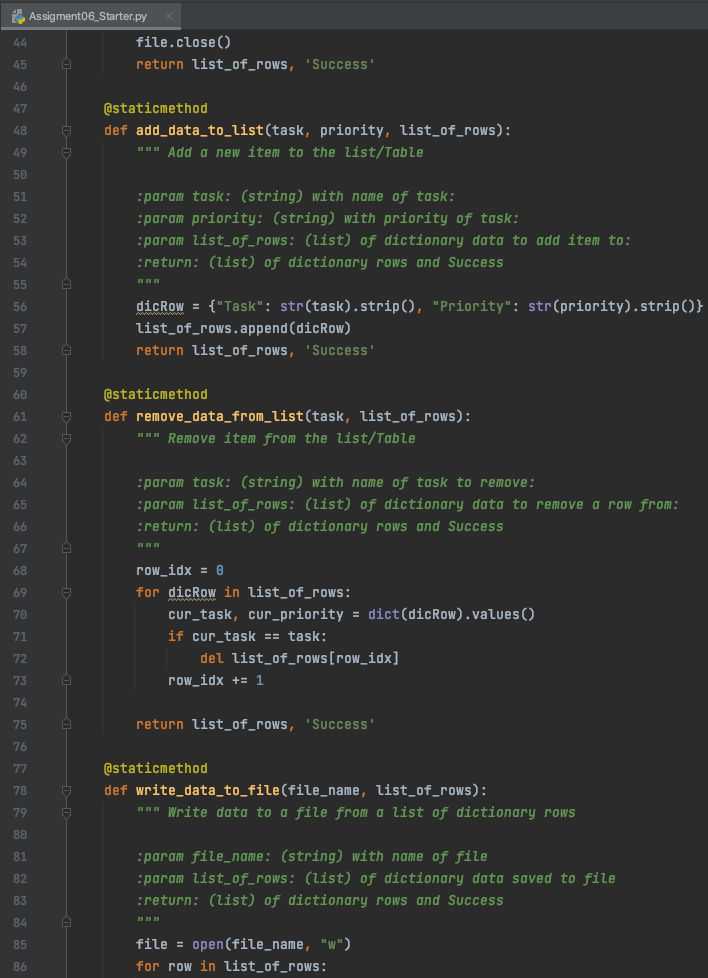 Assigment06_Starter.py
44 file.close()
45 return list_of_rows, 'Success'
46
47 @staticmethod
48 def add_data_to_list(task, priority, list_of_rows):
49 """ Add a new item to the list/Table
50
51 :param task: (string) with name of task:
52 :param priority: (string) with priority of task:
53 :param list_of_rows: (list) of dictionary data to add item to:
54 :return: (list) of dictionary rows and Success
55 """
56 dicRow = {"Task": str(task).strip(), "Priority": str(priority).strip()}
57 list_of_rows.append(dicRow)
58 return list_of_rows, 'Success'
59
60 @staticmethod
61 def remove_data_from_list(task, list_of_rows):
62 """ Remove item from the list/Table
63
64 :param task: (string) with name of task to remove:
65 :param list_of_rows: (list) of dictionary data to remove a row from:
66 :return: (list) of dictionary rows and Success
67 """
68 row_idx = 0
69 for dicRow in list_of_rows:
70 cur_task, cur_priority = dict(dicRow).values()
71 if cur_task == task:
72 del list_of_rows[row_idx]
73 row_idx += 1
74
75 return list_of_rows, 'Success'
76
77 @staticmethod
78 def write_data_to_file(file_name, list_of_rows):
79 """ Write data to a file from a list of dictionary rows
80
81 :param file_name: (string) with name of file
82 :param list_of_rows: (list) of dictionary data saved to file
83 :return: (list) of dictionary rows and Success
84 """
85 file = open(file_name, "w")
86 for row in list_of_rows: